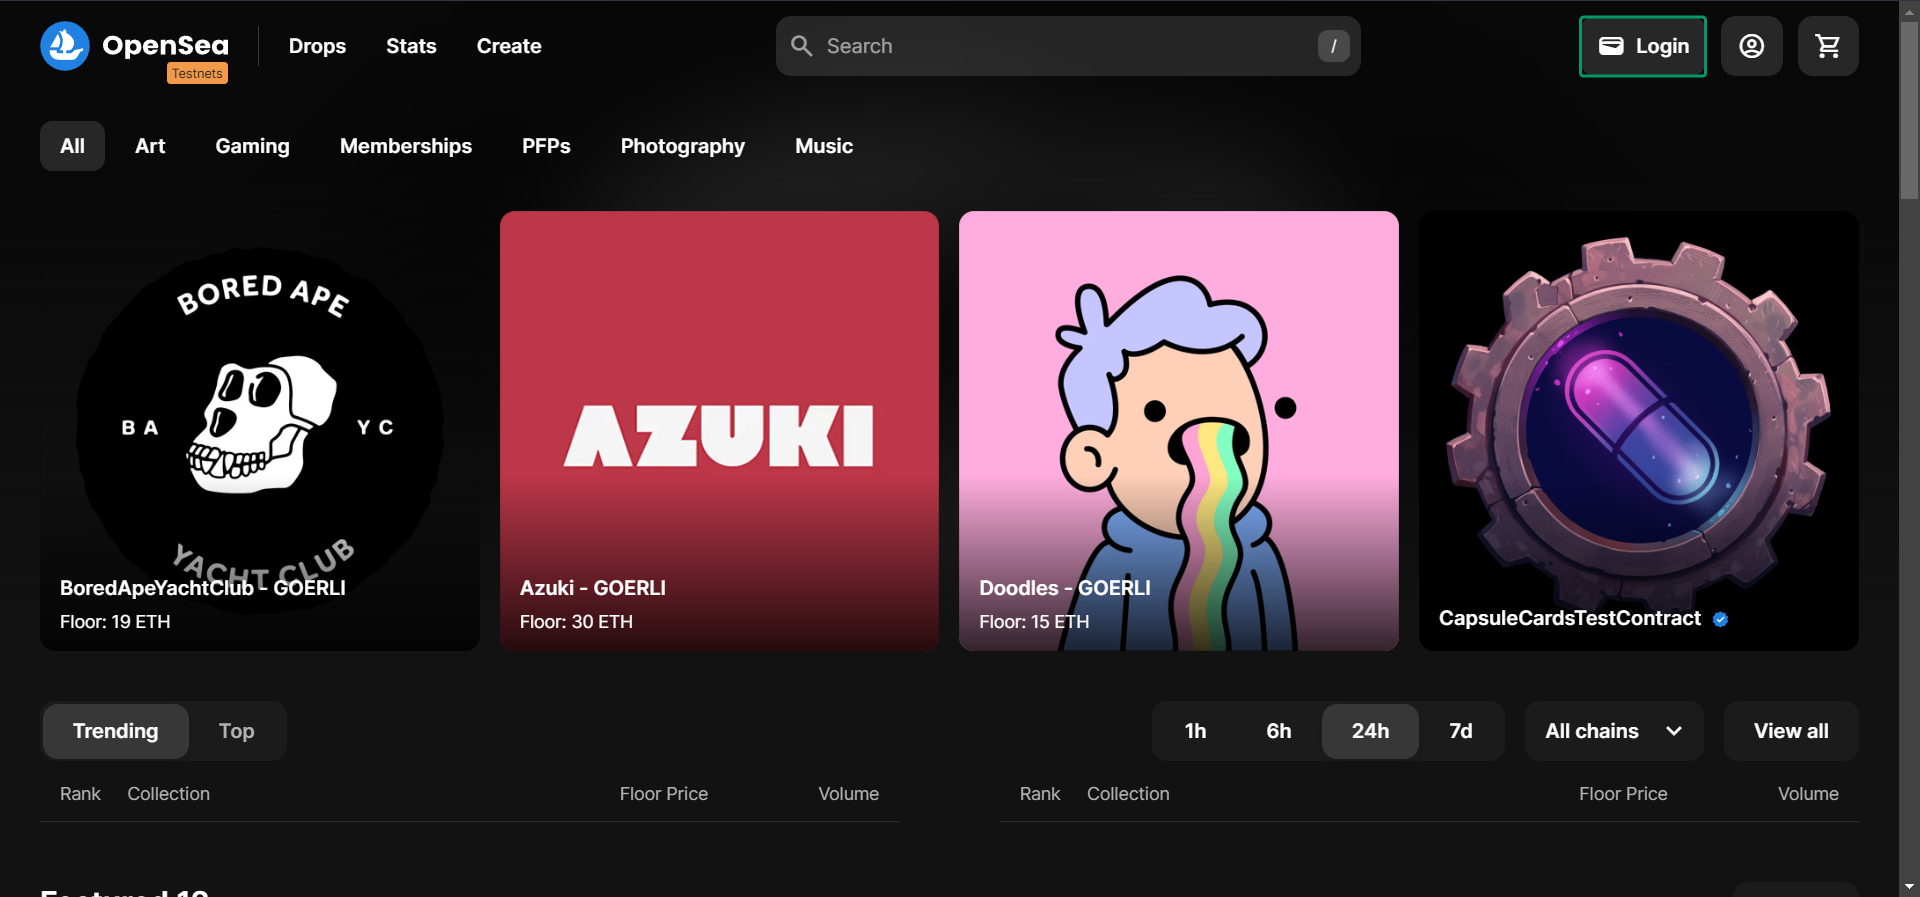 OpenSea
Testnets
Drops Stats Create
Search /
Login
All Art Gaming Memberships PFPs Photography Music
BORED APE
BA YC
YACHT CLUB
BoredApeYachtClub - GOERLI
Floor: 19 ETH
AZUKI
Azuki - GOERLI
Floor: 30 ETH
Doodles - GOERLI
Floor: 15 ETH
CapsuleCardsTestContract
Trending Top
1h 6h 24h 7d All chains View all
Rank Collection Floor Price Volume
Rank Collection Floor Price Volume